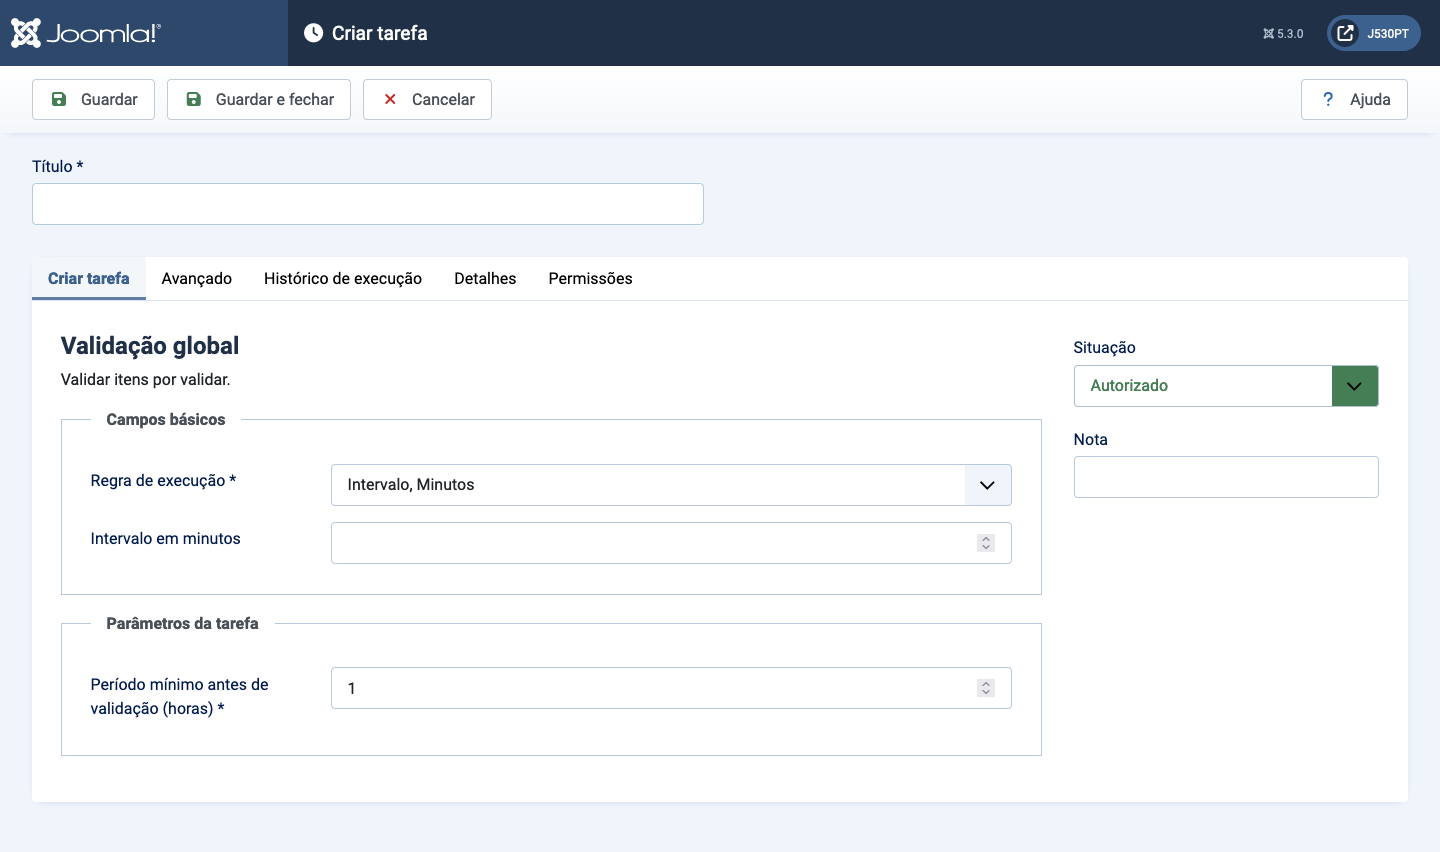 Joomla!®
Criar tarefa
5.3.0
J530PT
Guardar
Guardar e fechar
Cancelar
? Ajuda
Título *
Criar tarefa
Avançado
Histórico de execução
Detalhes
Permissões
Validação global
Validar itens por validar.
Campos básicos
Regra de execução *
Intervalo, Minutos
Intervalo em minutos
Parâmetros da tarefa
Período mínimo antes de
validação (horas) *
1
Situação
Autorizado
Nota